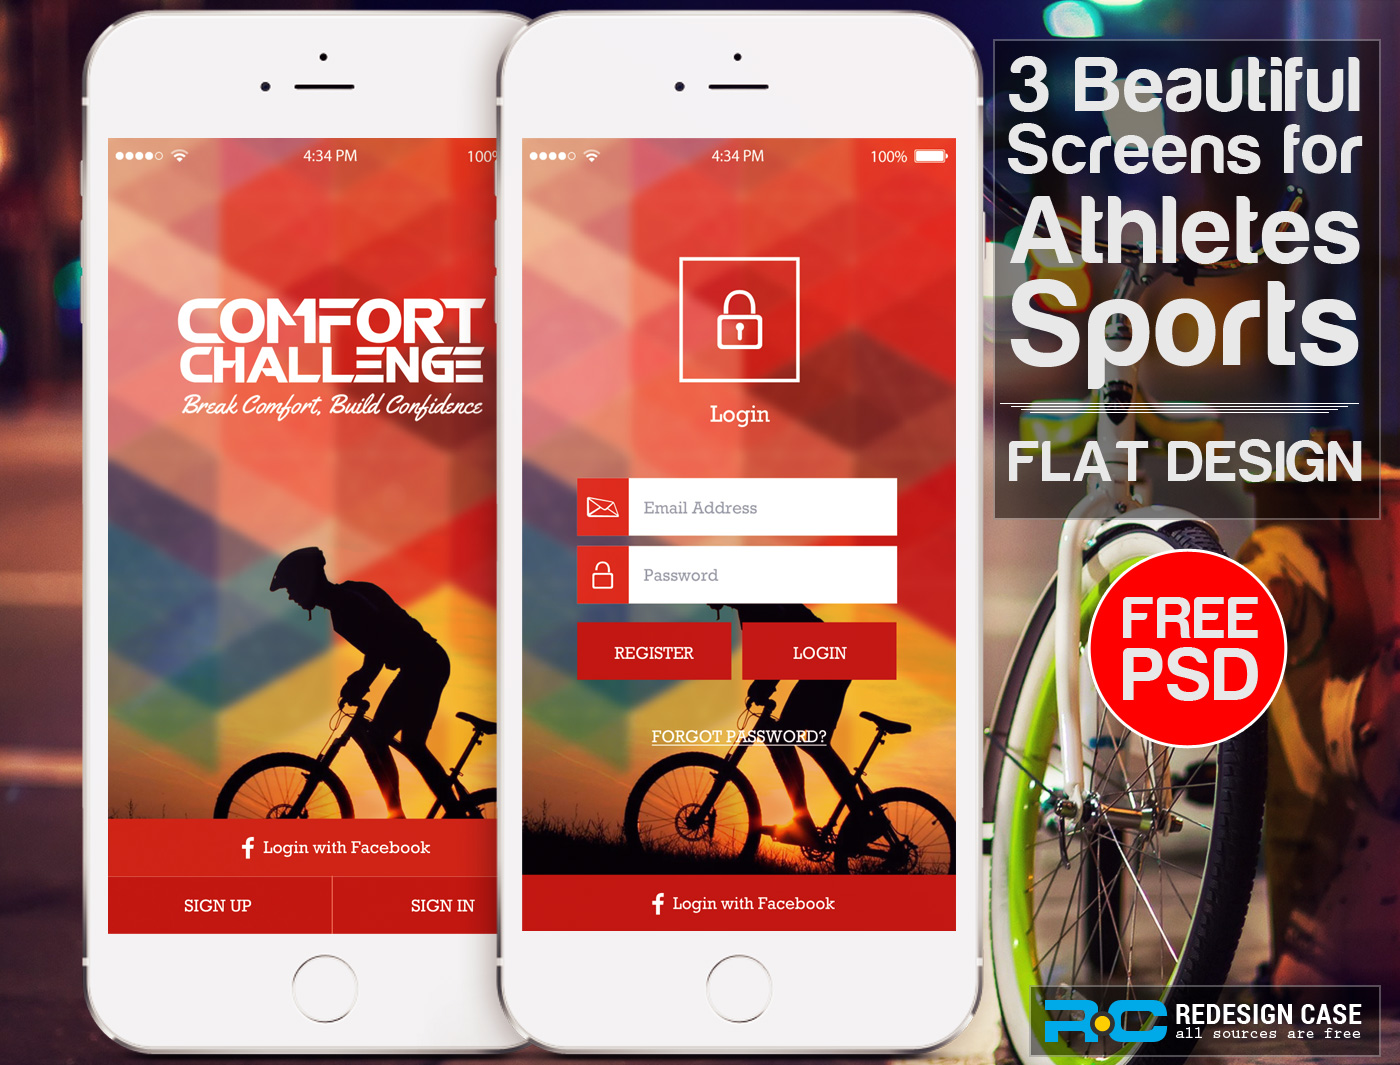 4:34 PM
100%
COMFORT
CHALLENGE
Break Comfort, Build Confidence
Login with Facebook
SIGN UP
SIGN IN
4:34 PM
100%
Login
Email Address
Password
REGISTER
LOGIN
FORGOT PASSWORD?
Login with Facebook
3 Beautiful
Screens for
Athletes
Sports
FLAT DESIGN
FREE
PSD
RC
REDESIGN CASE
all sources are free